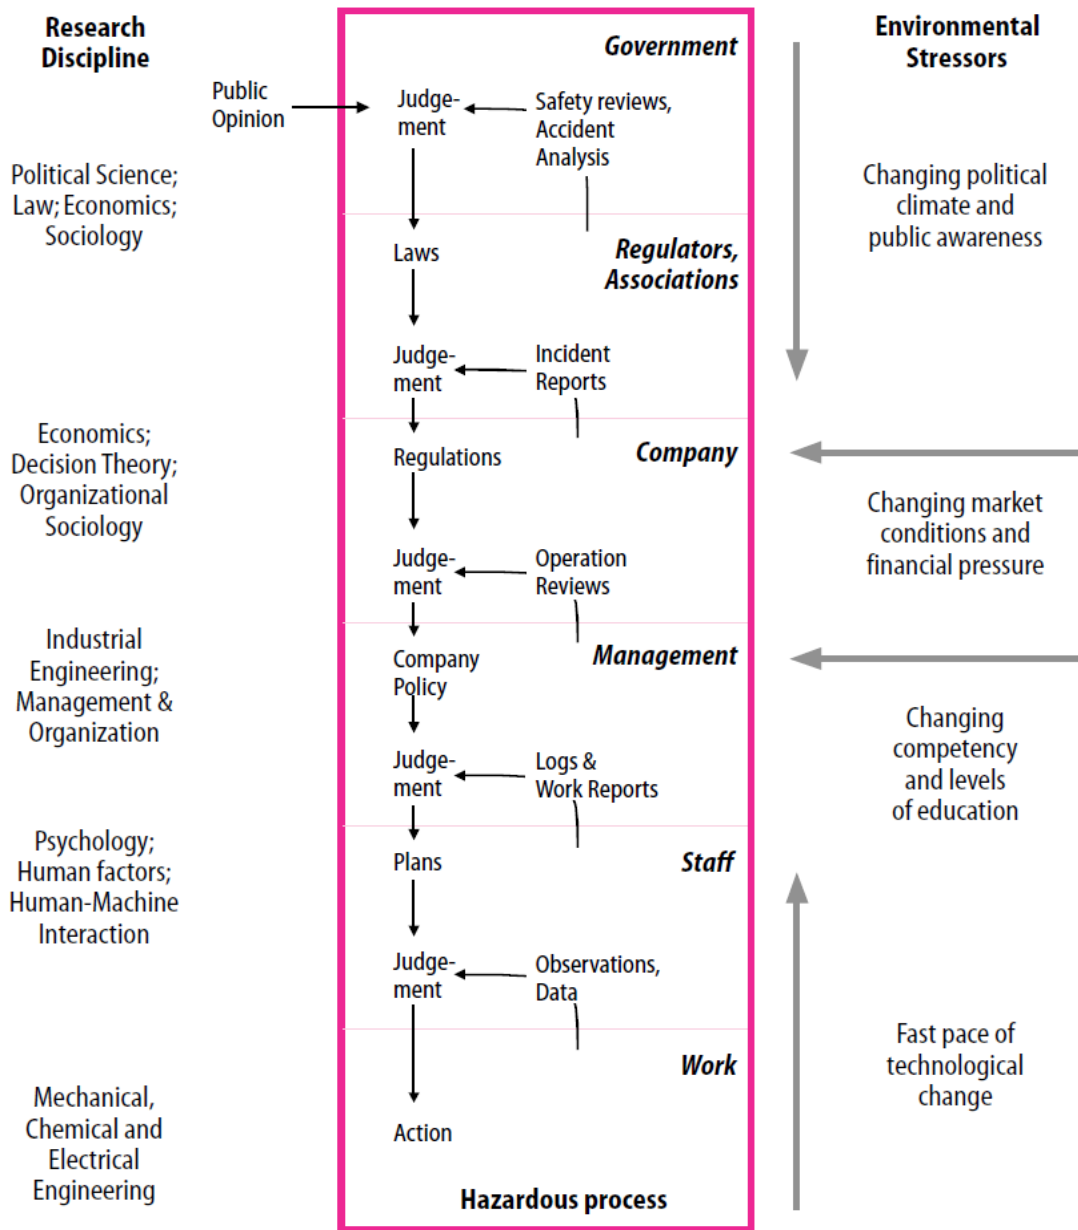 Research
Discipline
Government
Environmental
Stressors
Public
Opinion
Judge-
ment
Safety reviews,
Accident
Analysis
Political Science;
Law; Economics;
Sociology
Changing political
climate and
public awareness
Laws
Regulators,
Associations
Judge-
ment
Incident
Reports
Economics;
Decision Theory;
Organizational
Sociology
Regulations
Company
Changing market
conditions and
financial pressure
Judge-
ment
Operation
Reviews
Industrial
Engineering;
Management &
Organization
Company
Policy
Management
Changing
competency
and levels
of education
Judge-
ment
Logs &
Work Reports
Psychology;
Human factors;
Human-Machine
Interaction
Plans
Staff
Judge-
ment
Observations,
Data
Work
Fast pace of
technological
change
Mechanical,
Chemical and
Electrical
Engineering
Action
Hazardous process